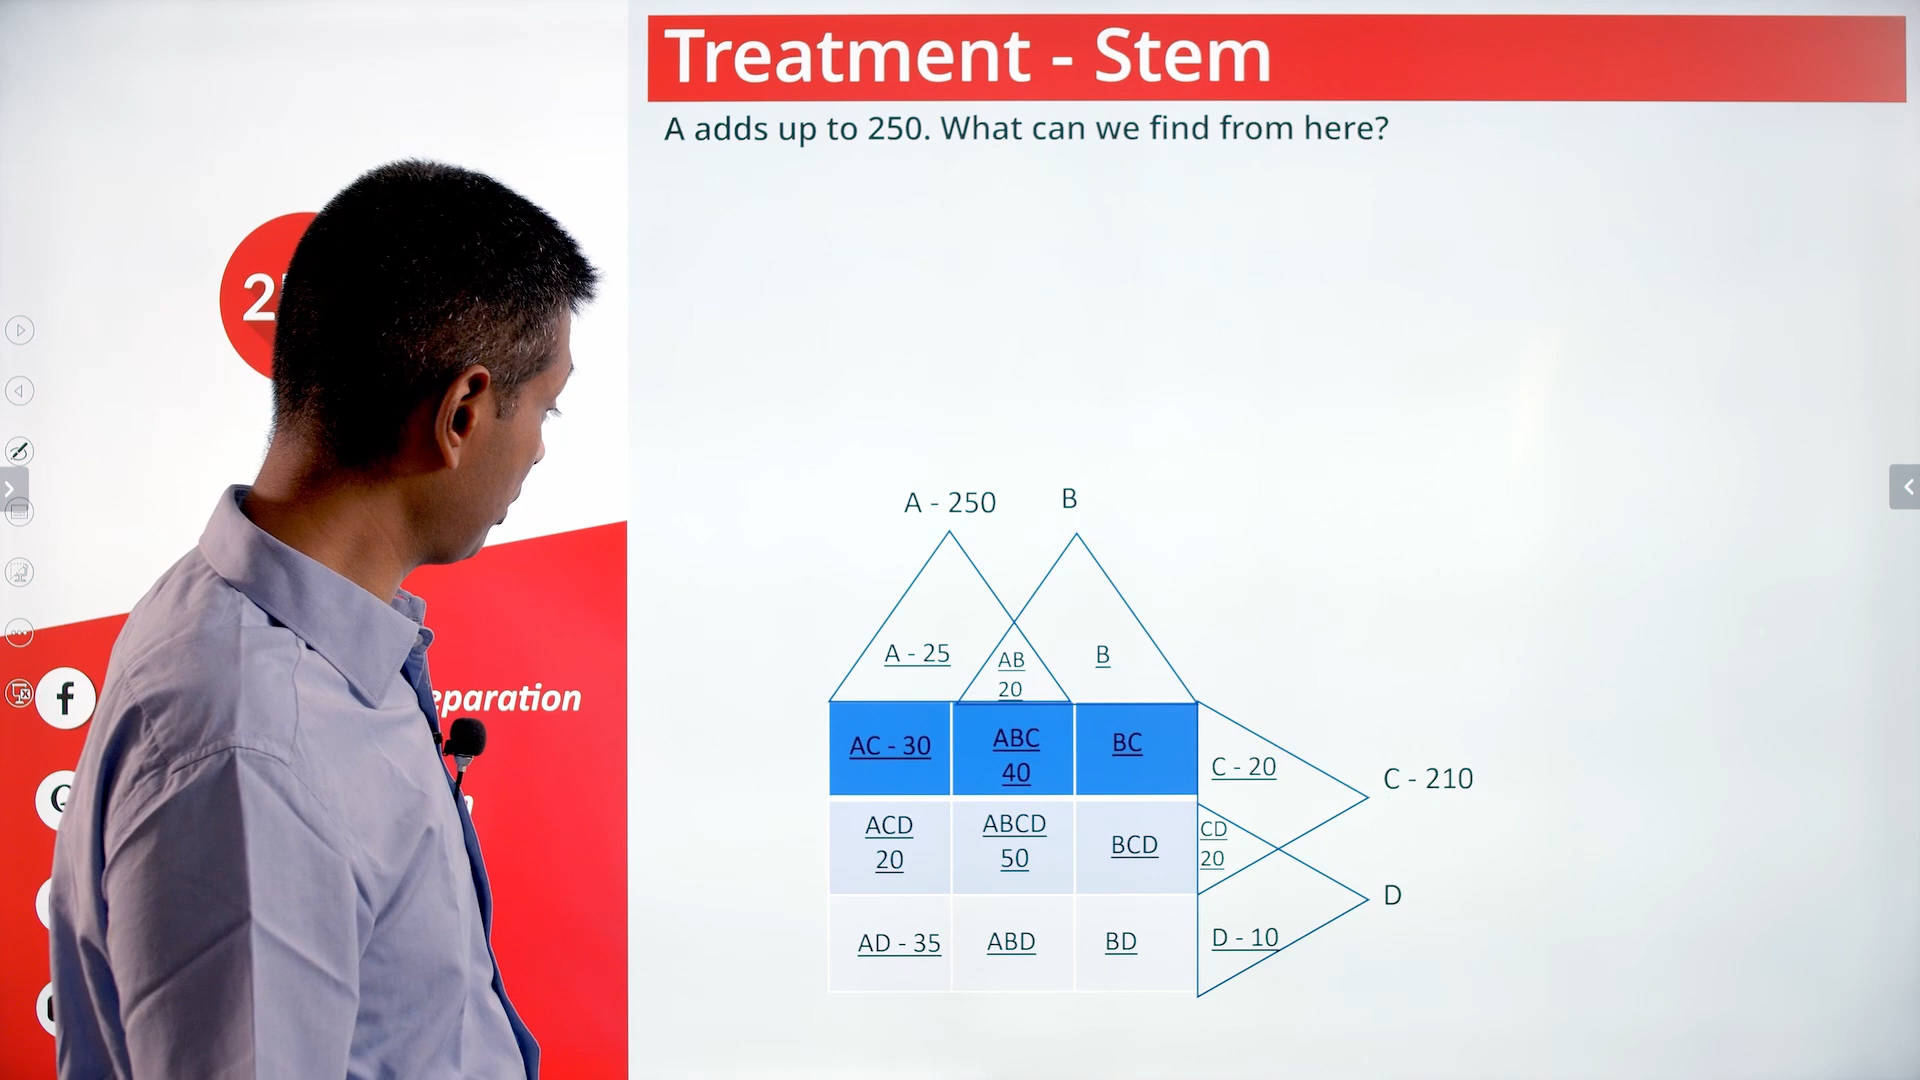 Treatment - Stem
A adds up to 250. What can we find from here?
2
A - 250
B
A - 25
AB
20
B
AC - 30
ABC
40
BC
C - 20
C - 210
ACD
20
ABCD
50
BCD
CD
20
D
AD - 35
ABD
BD
D - 10
f
eparation